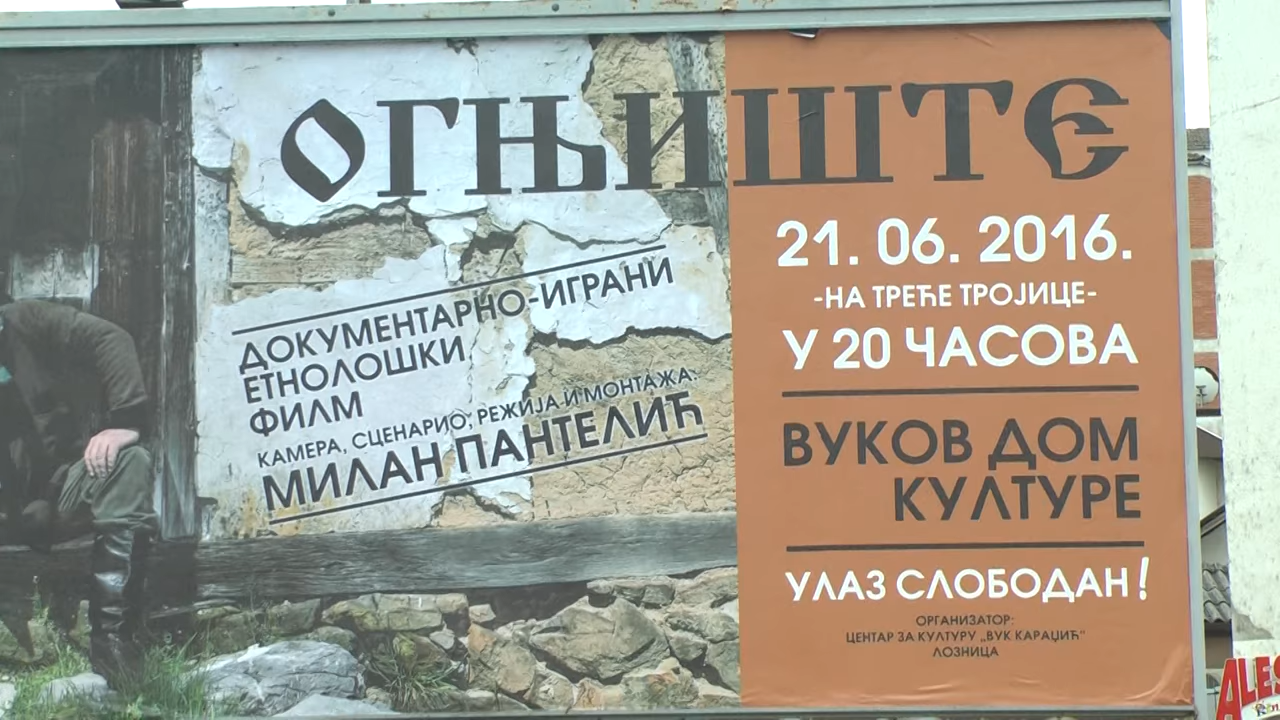 ОГЊИШТЕ
ДОКУМЕНТАРНО-ИГРАНИ
ЕТНОЛОШКИ
ФИЛМ
КАМЕРА, СЦЕНАРИО, РЕЖИЈА И МОНТАЖА:
МИЛАН ПАНТЕЛИЋ
21. 06. 2016.
-НА ТРЕЋЕ ТРОЈИЦЕ-
У 20 ЧАСОВА
ВУКОВ ДОМ
КУЛТУРЕ
УЛАЗ СЛОБОДАН!
ОРГАНИЗАТОР:
ЦЕНТАР ЗА КУЛТУРУ „ВУК КАРАЏИЋ“
ЛОЗНИЦА